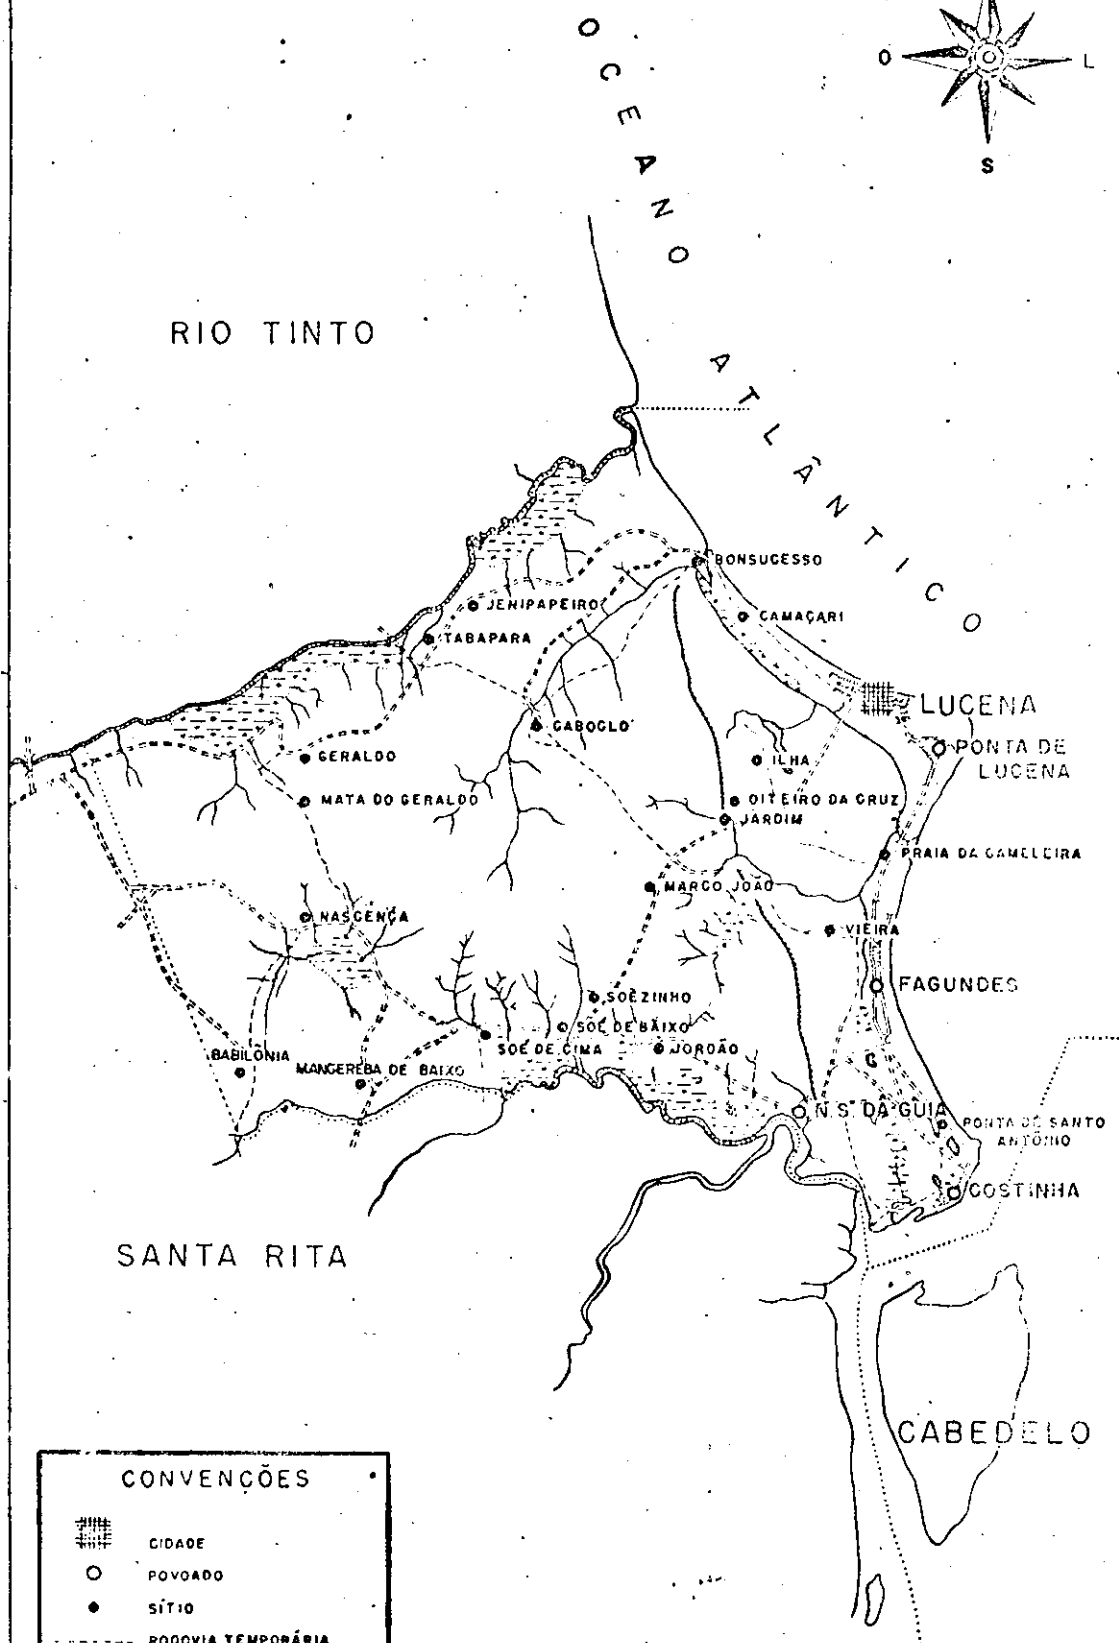 OCEANO ATLÂNTICO
O
L
S
RIO TINTO
BONSUCESSO
JENIPAPEIRO
CAMAÇARI
TABAPARA
LUCENA
CABOCLO
PONTA DE
LUCENA
GERALDO
ILHA
MATA DO GERALDO
OITEIRO DA CRUZ
JARDIM
PRAIA DA GAMELEIRA
MARCO JOÃO
NASCENÇA
VIEIRA
FAGUNDES
SOÉZINHO
SOÉ DE BAIXO
SOÉ DE CIMA
JORDÃO
BABILÔNIA
MANGEREBA DE BAIXO
N.S. DA GUIA
PONTA DE SANTO
ANTÔNIO
COSTINHA
SANTA RITA
CABEDELO
CONVENÇÕES
CIDADE
POVOADO
SÍTIO
RODOVIA TEMPORÁRIA